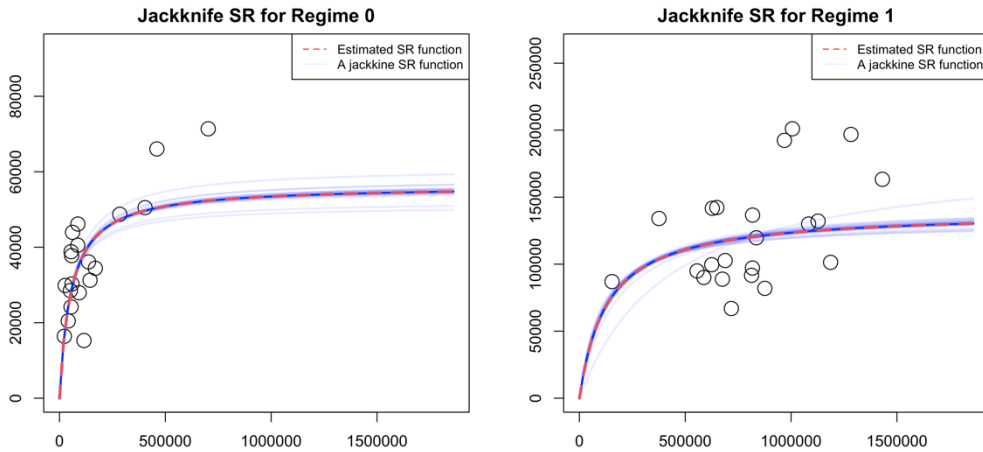 Jackknife SR for Regime 0
Estimated SR function
A jackkine SR function
80000
60000
40000
20000
0
0 500000 1000000 1500000
Jackknife SR for Regime 1
Estimated SR function
A jackkine SR function
250000
200000
150000
100000
50000
0
0 500000 1000000 1500000